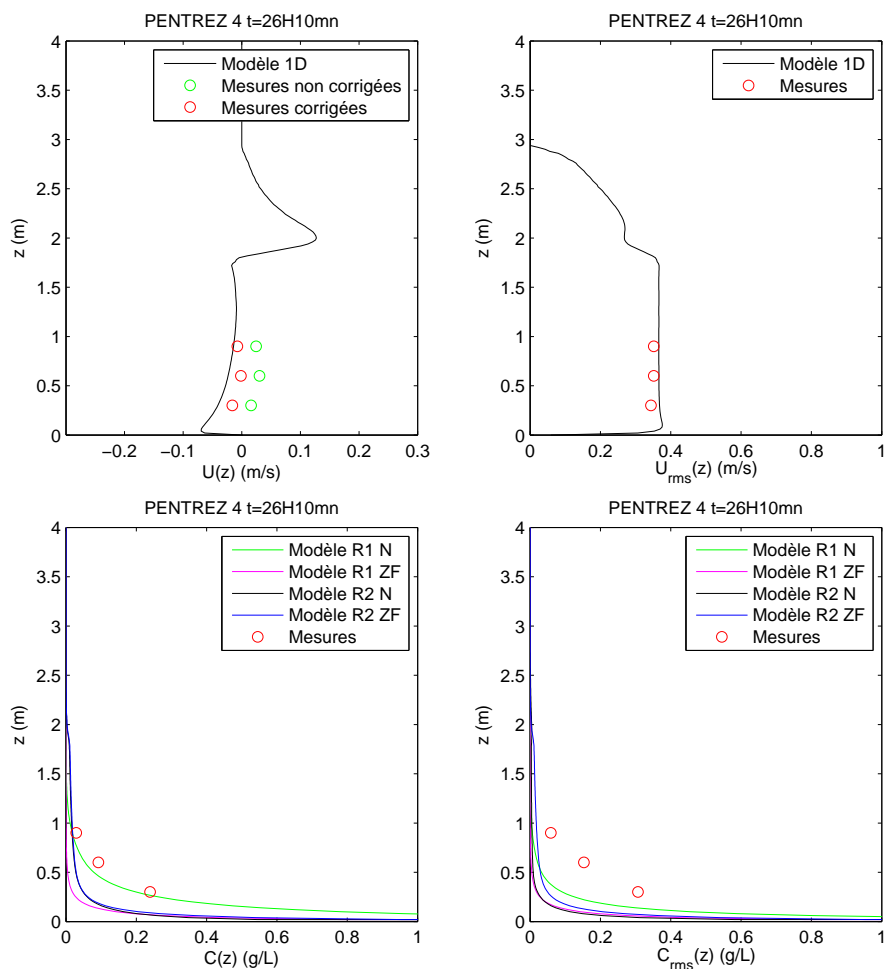 PENTREZ 4 t=26H10mn
Modèle 1D
Mesures non corrigées
Mesures corrigées
4
3.5
3
2.5
2
1.5
1
0.5
0
z (m)
−0.2
−0.1
0
0.1
0.2
0.3
U(z) (m/s)
PENTREZ 4 t=26H10mn
Modèle 1D
Mesures
4
3.5
3
2.5
2
1.5
1
0.5
0
z (m)
0
0.2
0.4
0.6
0.8
1
Urms(z) (m/s)
PENTREZ 4 t=26H10mn
Modèle R1 N
Modèle R1 ZF
Modèle R2 N
Modèle R2 ZF
Mesures
4
3.5
3
2.5
2
1.5
1
0.5
0
z (m)
0
0.2
0.4
0.6
0.8
1
C(z) (g/L)
PENTREZ 4 t=26H10mn
Modèle R1 N
Modèle R1 ZF
Modèle R2 N
Modèle R2 ZF
Mesures
4
3.5
3
2.5
2
1.5
1
0.5
0
z (m)
0
0.2
0.4
0.6
0.8
1
Crms(z) (g/L)